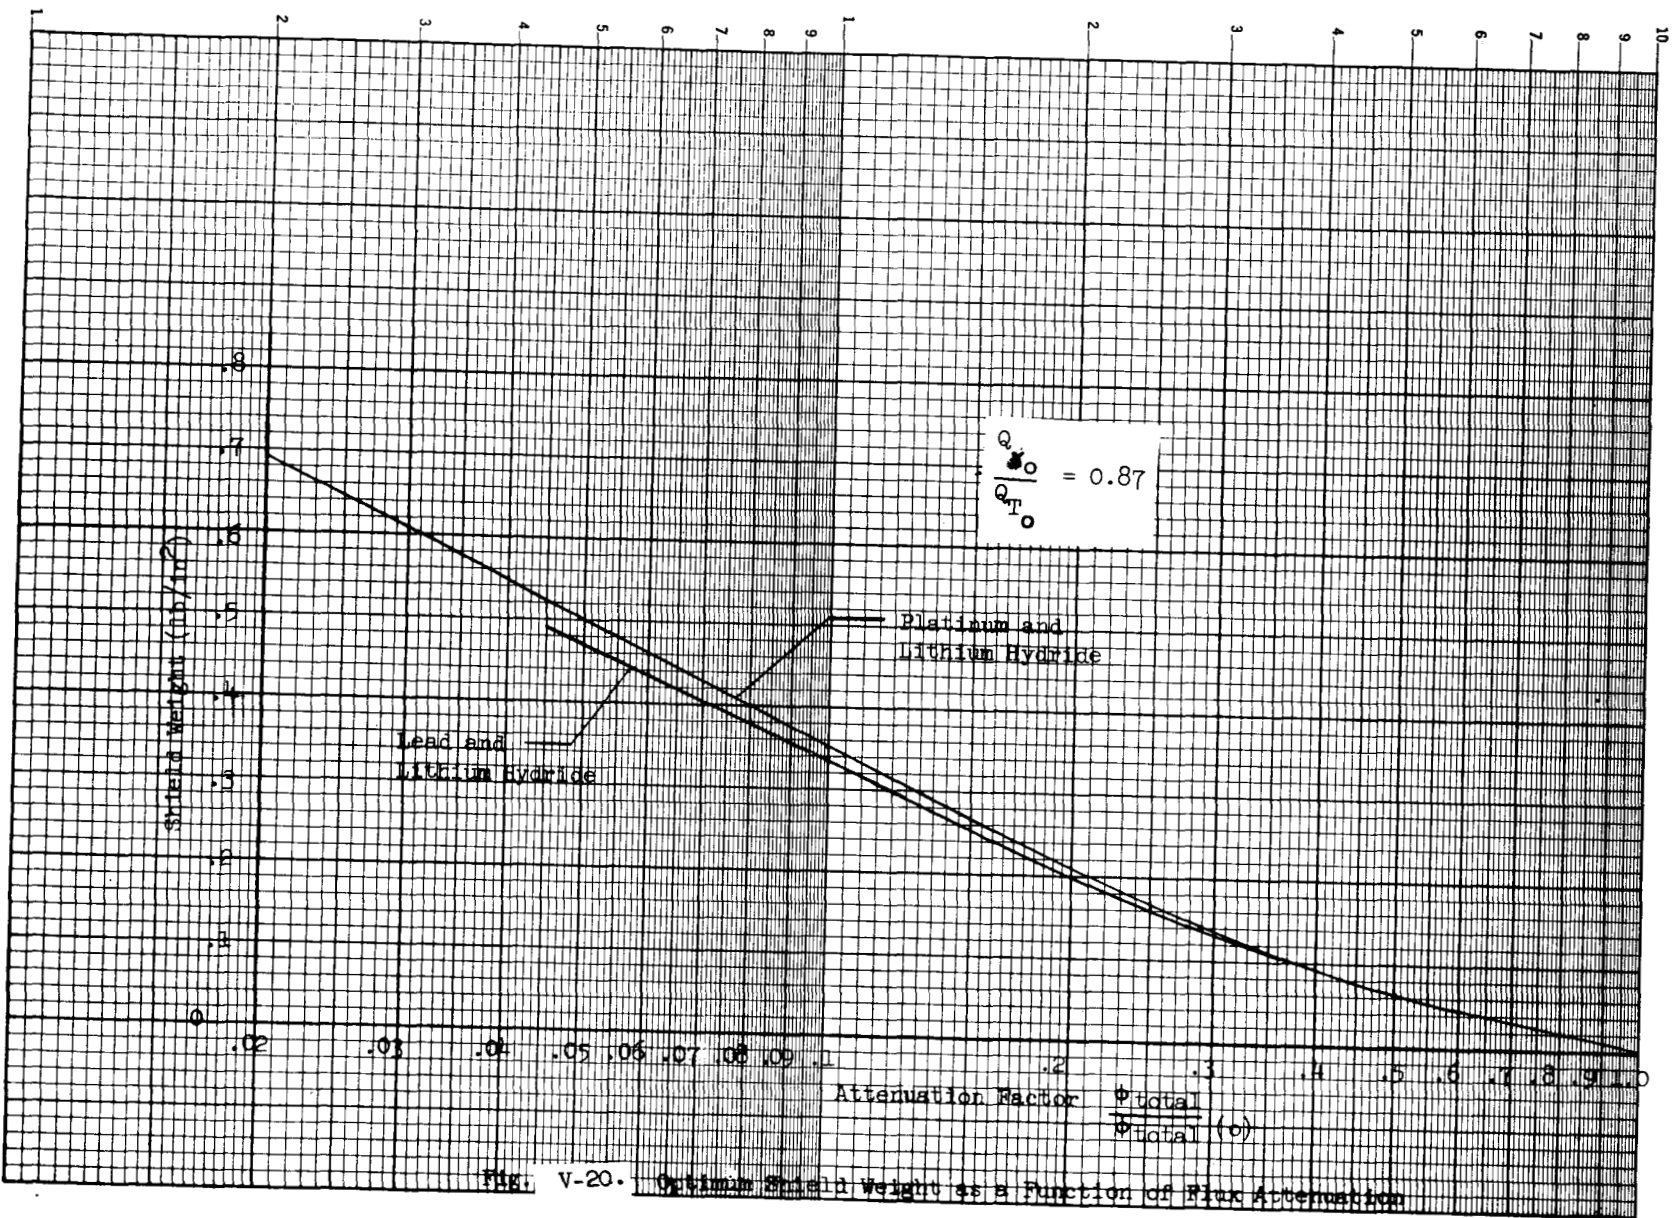 1 2 3 4 5 6 7 8 9 1 2 3 4 5 6 7 8 9 10
.8
.7
.6
.5
.4
.3
.2
.1
0
Shield Weight (lb/in2)
Q o
Q T o
= 0.87
Platinum and
Lithium Hydride
Lead and
Lithium Hydride
.02 .03 .04 .05 .06 .07 .08 .09 .1 .2 .3 .4 .5 .6 .7 .8 .9 1.0
Attenuation Factor
Φ total
Φ total (o)
Fig. V-20. Optimum Shield Weight as a Function of Flux Attenuation